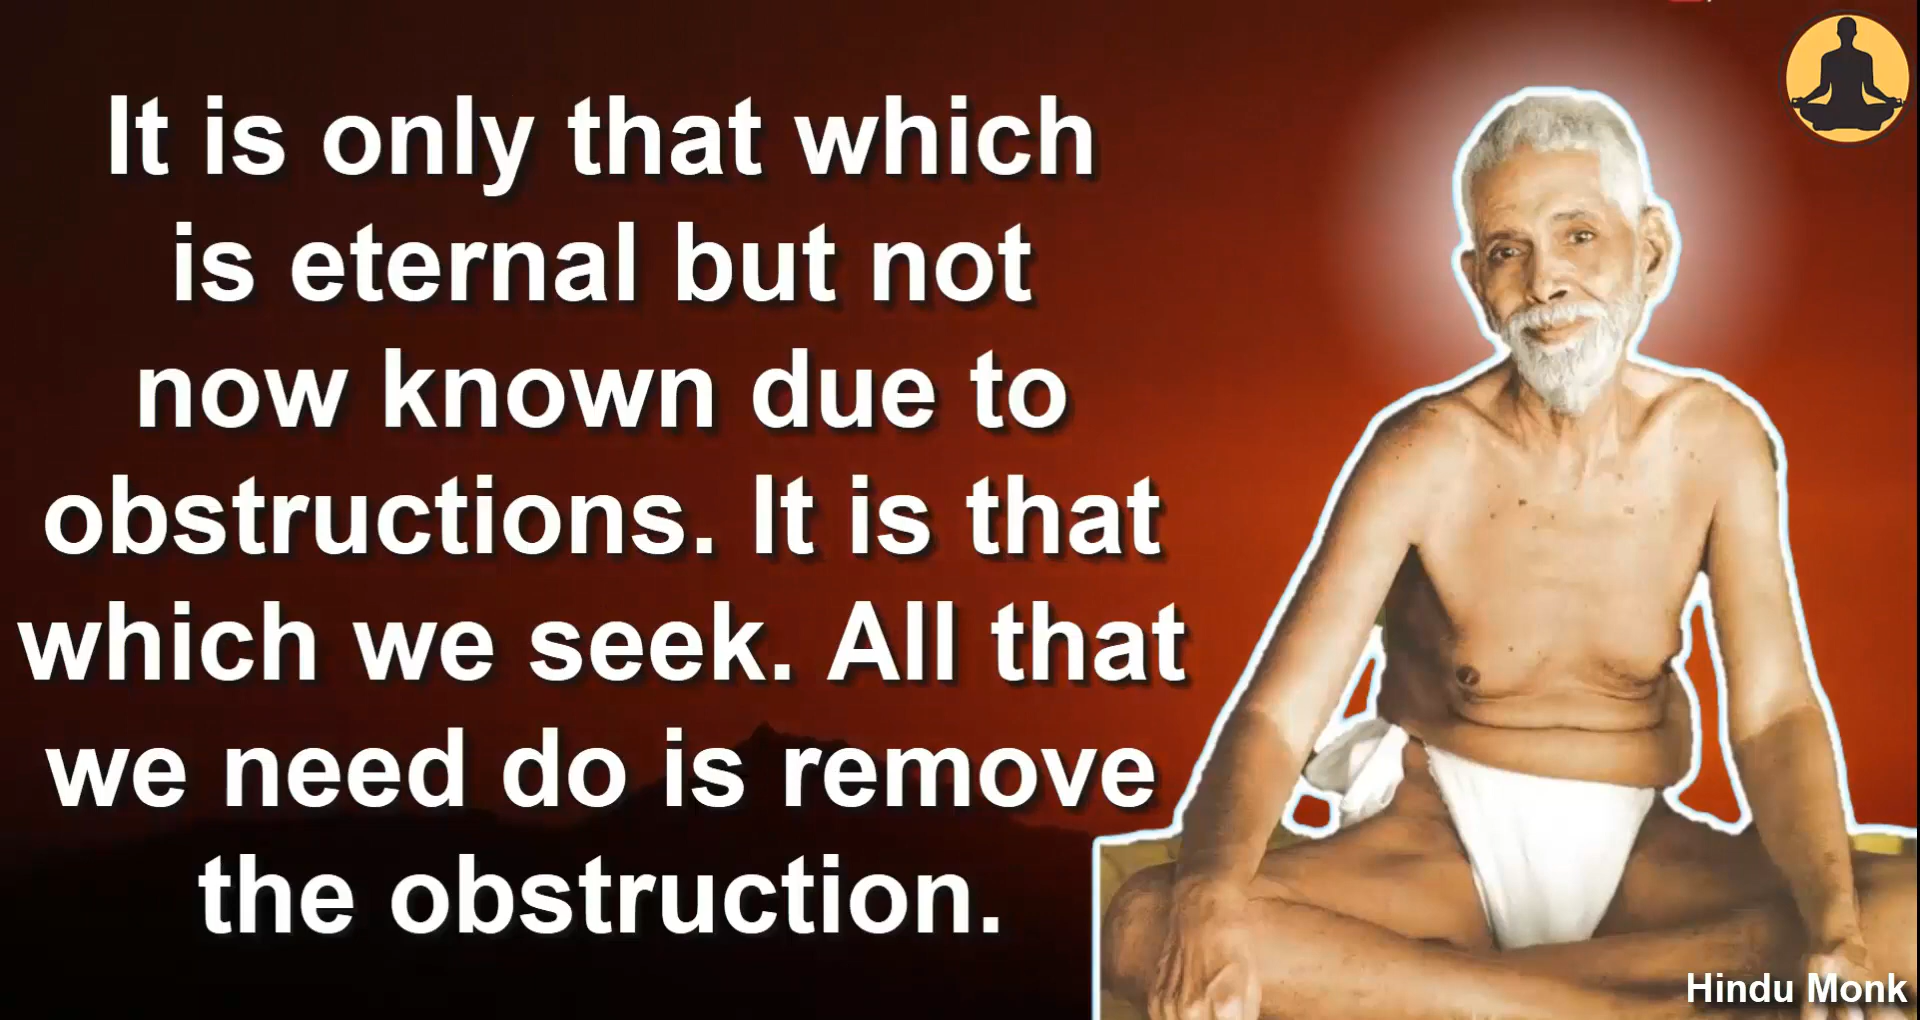 It is only that which
is eternal but not
now known due to
obstructions. It is that
which we seek. All that
we need do is remove
the obstruction.
Hindu Monk